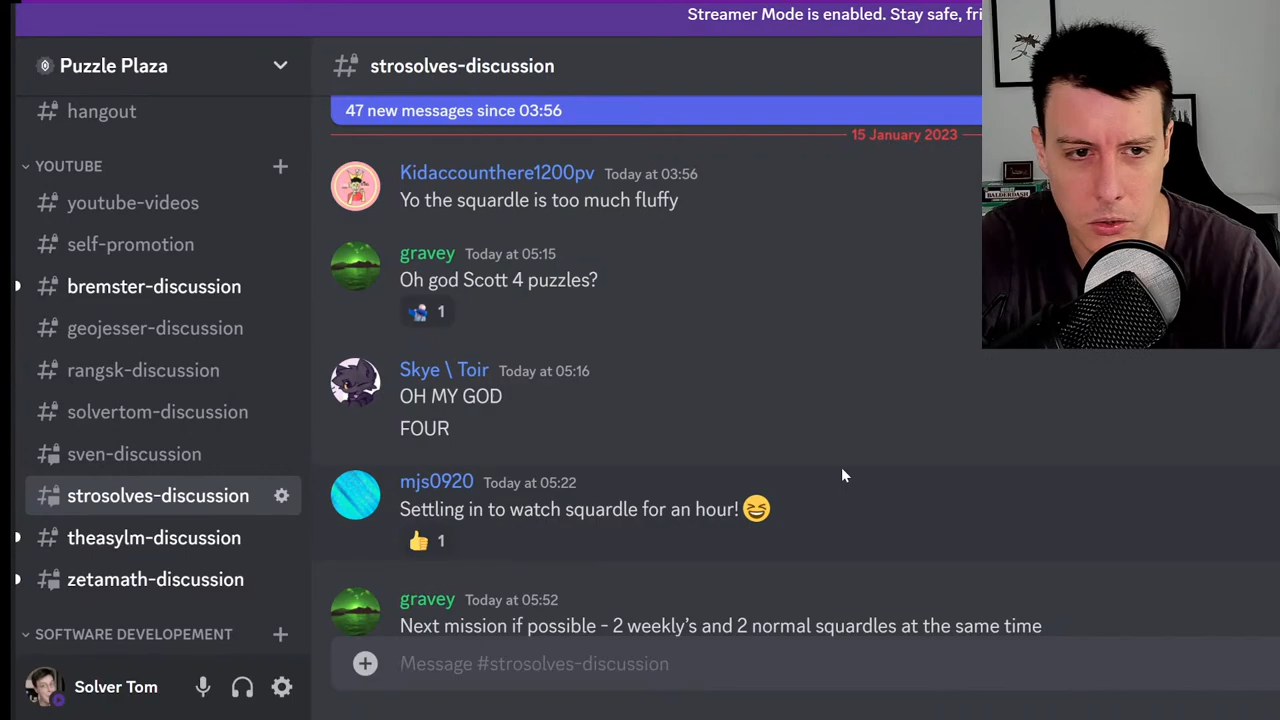 Streamer Mode is enabled. Stay safe, fri
Puzzle Plaza
hangout
YOUTUBE
youtube-videos
self-promotion
bremster-discussion
geojesser-discussion
rangsk-discussion
solvertom-discussion
sven-discussion
strosolves-discussion
theasylm-discussion
zetamath-discussion
SOFTWARE DEVELOPEMENT
Solver Tom
strosolves-discussion
47 new messages since 03:56
15 January 2023
Kidaccounthere1200pv Today at 03:56
Yo the squardle is too much fluffy
gravey Today at 05:15
Oh god Scott 4 puzzles?
1
Skye \ Toir Today at 05:16
OH MY GOD
FOUR
mjs0920 Today at 05:22
Settling in to watch squardle for an hour! 😆
👍 1
gravey Today at 05:52
Next mission if possible - 2 weekly's and 2 normal squardles at the same time
Message #strosolves-discussion
BALDERDASH